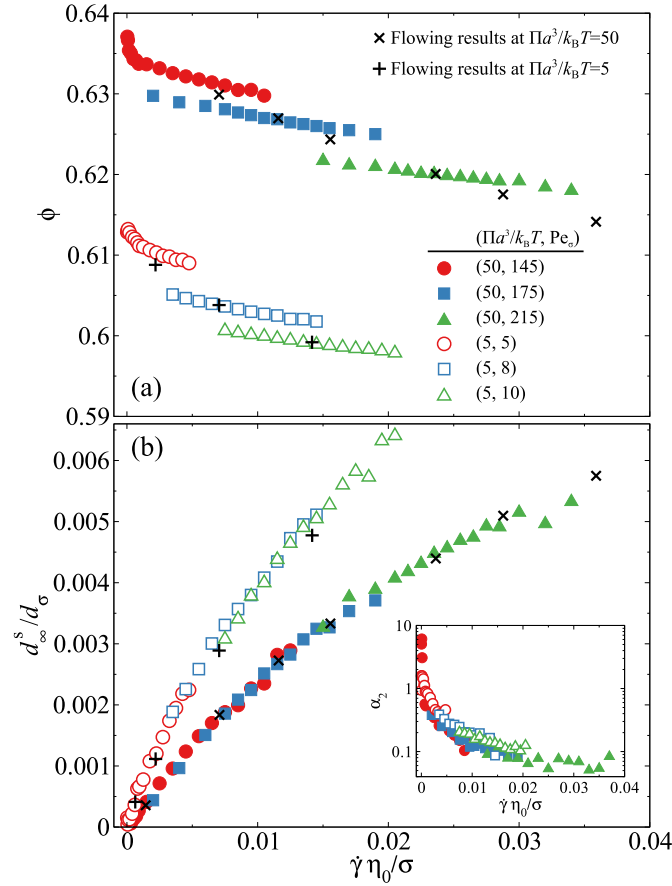 0.64
0.63
0.62
0.61
0.6
0.59
ϕ
× Flowing results at Πa³/k_BT=50
+ Flowing results at Πa³/k_BT=5
(Πa³/k_BT, Pe_σ)
(50, 145)
(50, 175)
(50, 215)
(5, 5)
(5, 8)
(5, 10)
(a)
(b)
0.006
0.005
0.004
0.003
0.002
0.001
0
d^s_∞/d_σ
10
1
0.1
α₂
0 0.01 0.02 0.03 0.04
γ̇ η₀/σ
0 0.01 0.02 0.03 0.04
γ̇ η₀/σ